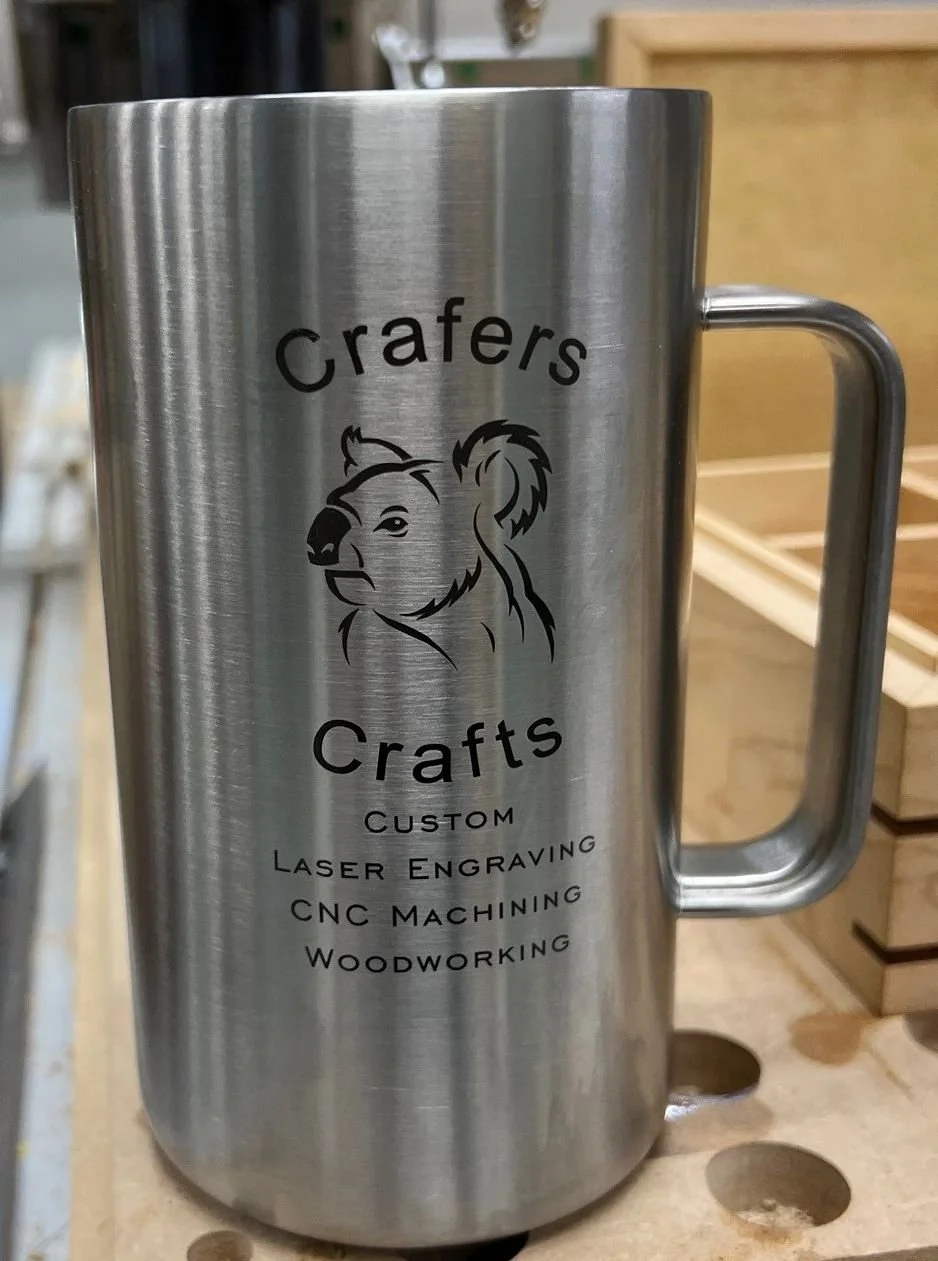 Crafers
Crafts
Custom
Laser Engraving
CNC Machining
Woodworking